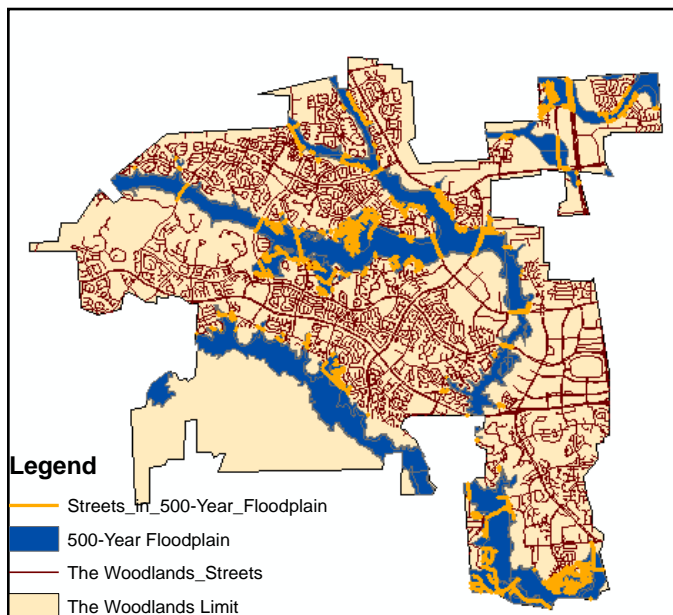 Legend
Streets_in_500-Year_Floodplain
500-Year Floodplain
The Woodlands_Streets
The Woodlands Limit